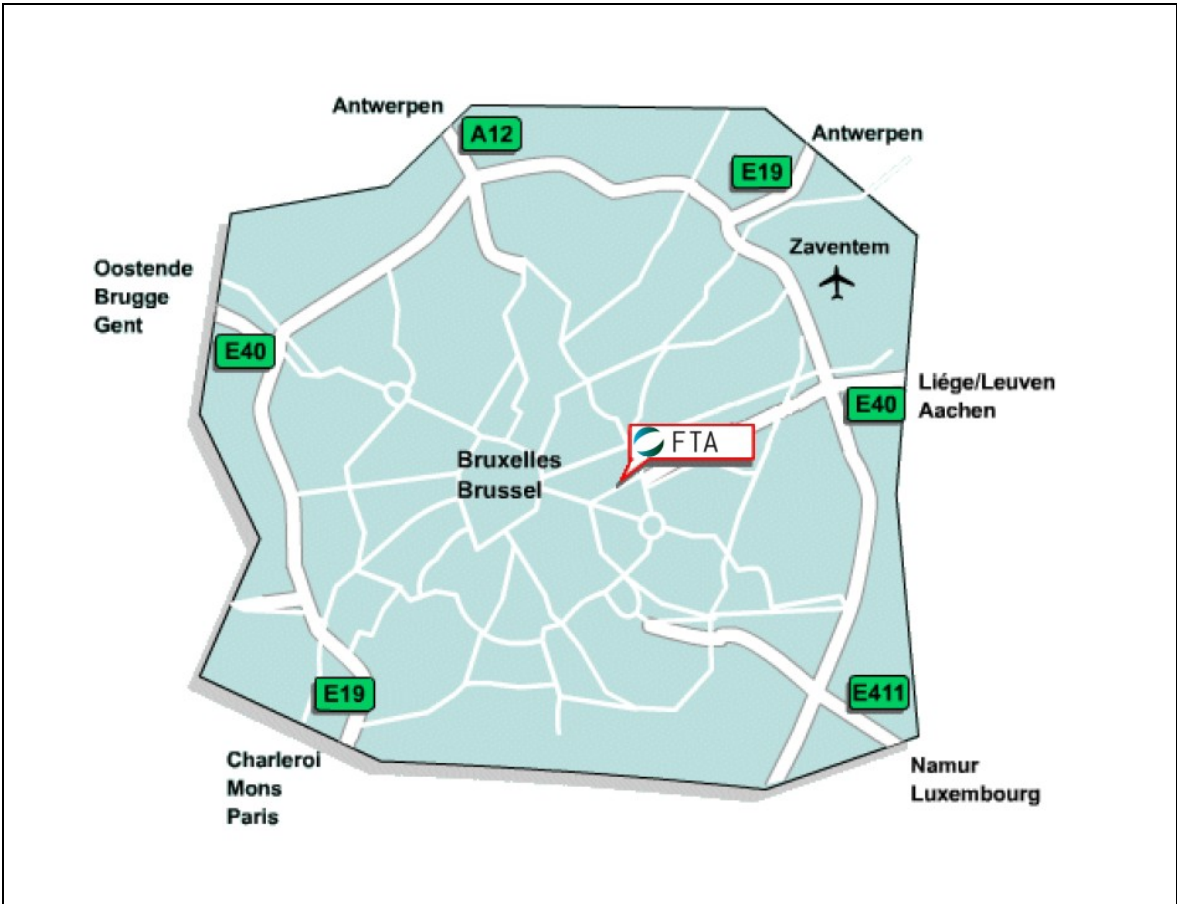 Antwerpen
A12
Antwerpen
E19
Zaventem
Oostende
Brugge
Gent
E40
Liége/Leuven
Aachen
E40
FTA
Bruxelles
Brussel
E19
E411
Charleroi
Mons
Paris
Namur
Luxembourg